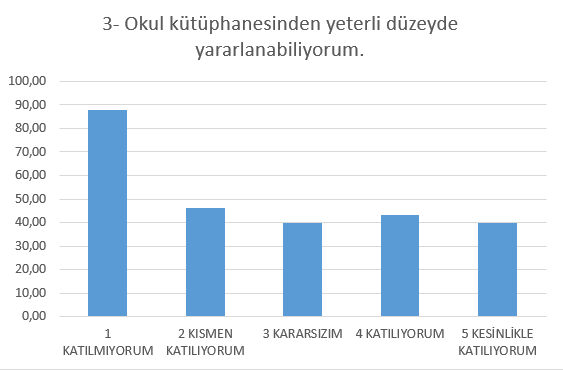 3- Okul kütüphanesinden yeterli düzeyde
yararlanabiliyorum.
100,00
90,00
80,00
70,00
60,00
50,00
40,00
30,00
20,00
10,00
0,00
1
KATILMIYORUM
2 KISMEN
KATILIYORUM
3 KARARSIZIM
4 KATILIYORUM
5 KESİNLİKLE
KATILIYORUM